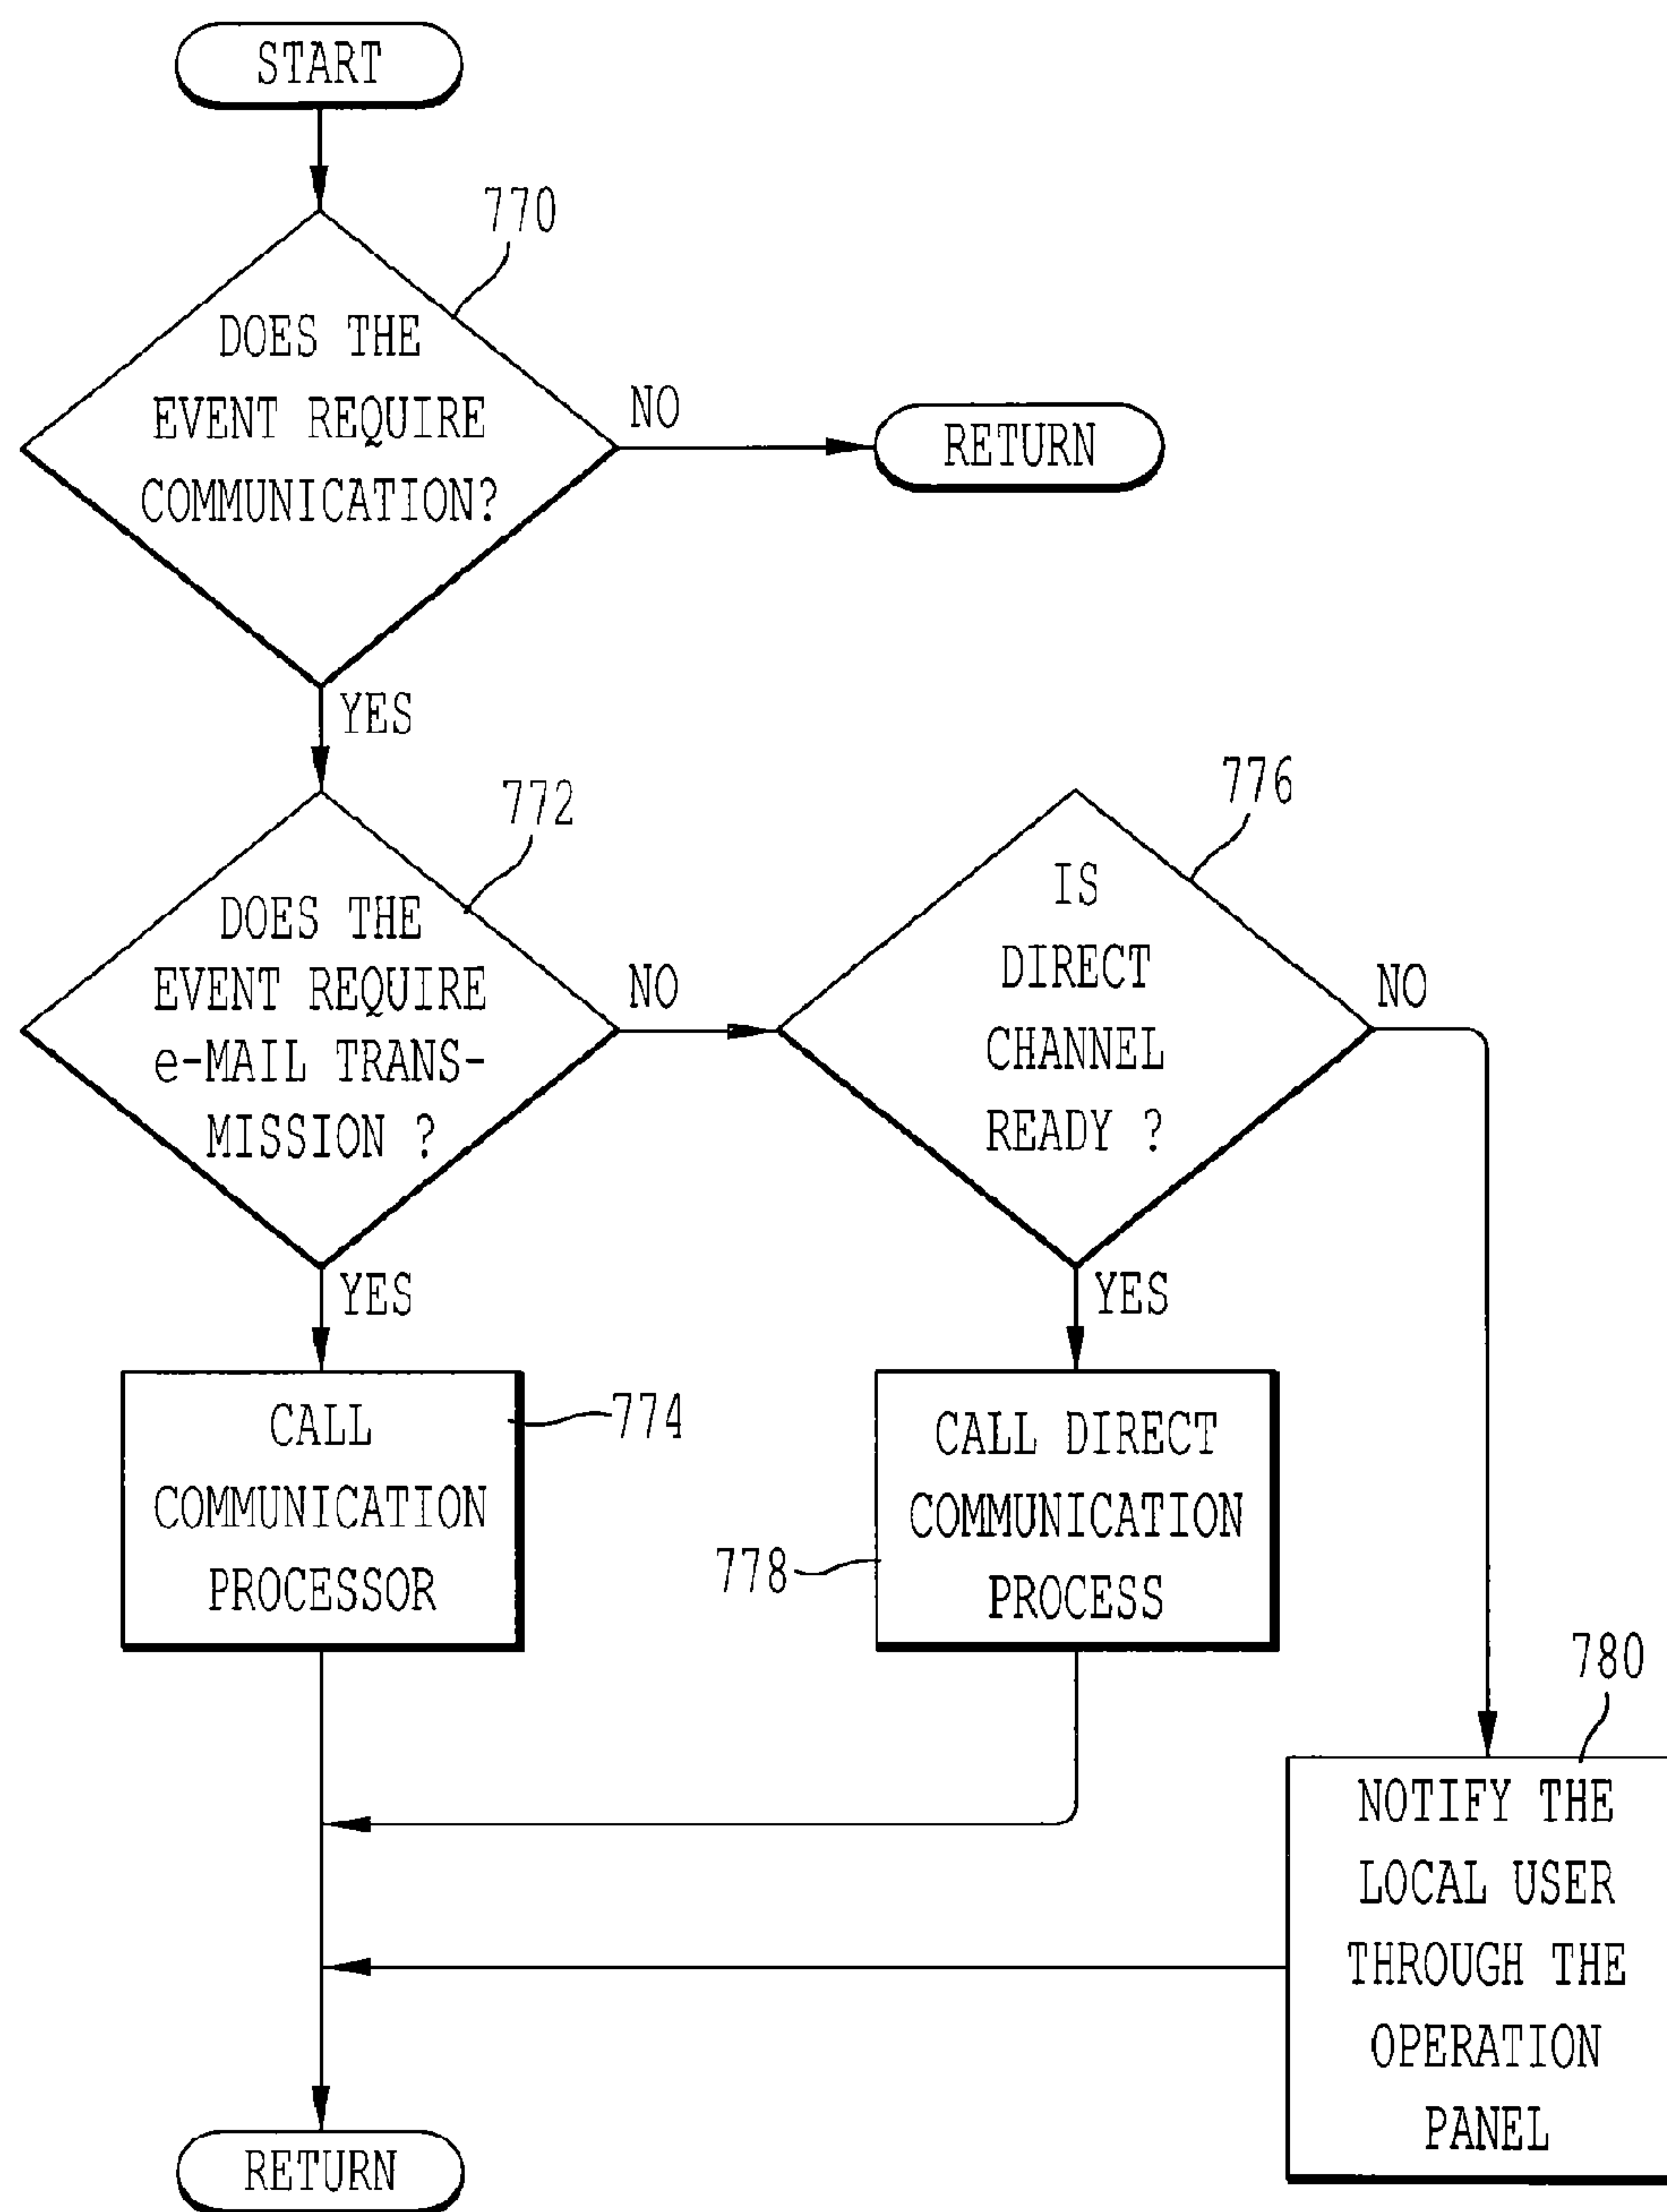 START
770
DOES THE
EVENT REQUIRE
COMMUNICATION?
NO
RETURN
YES
772
DOES THE
EVENT REQUIRE
e-MAIL TRANS-
MISSION ?
NO
776
IS
DIRECT
CHANNEL
READY ?
NO
YES
YES
CALL
COMMUNICATION
PROCESSOR
774
CALL DIRECT
COMMUNICATION
PROCESS
778
780
NOTIFY THE
LOCAL USER
THROUGH THE
OPERATION
PANEL
RETURN